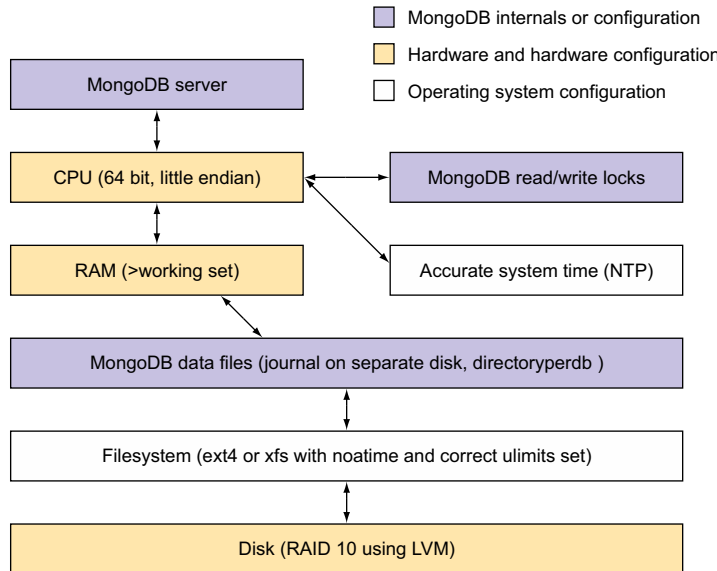 MongoDB internals or configuration
Hardware and hardware configuration
Operating system configuration
MongoDB server
CPU (64 bit, little endian)
MongoDB read/write locks
RAM (>working set)
Accurate system time (NTP)
MongoDB data files (journal on separate disk, directoryperdb )
Filesystem (ext4 or xfs with noatime and correct ulimits set)
Disk (RAID 10 using LVM)